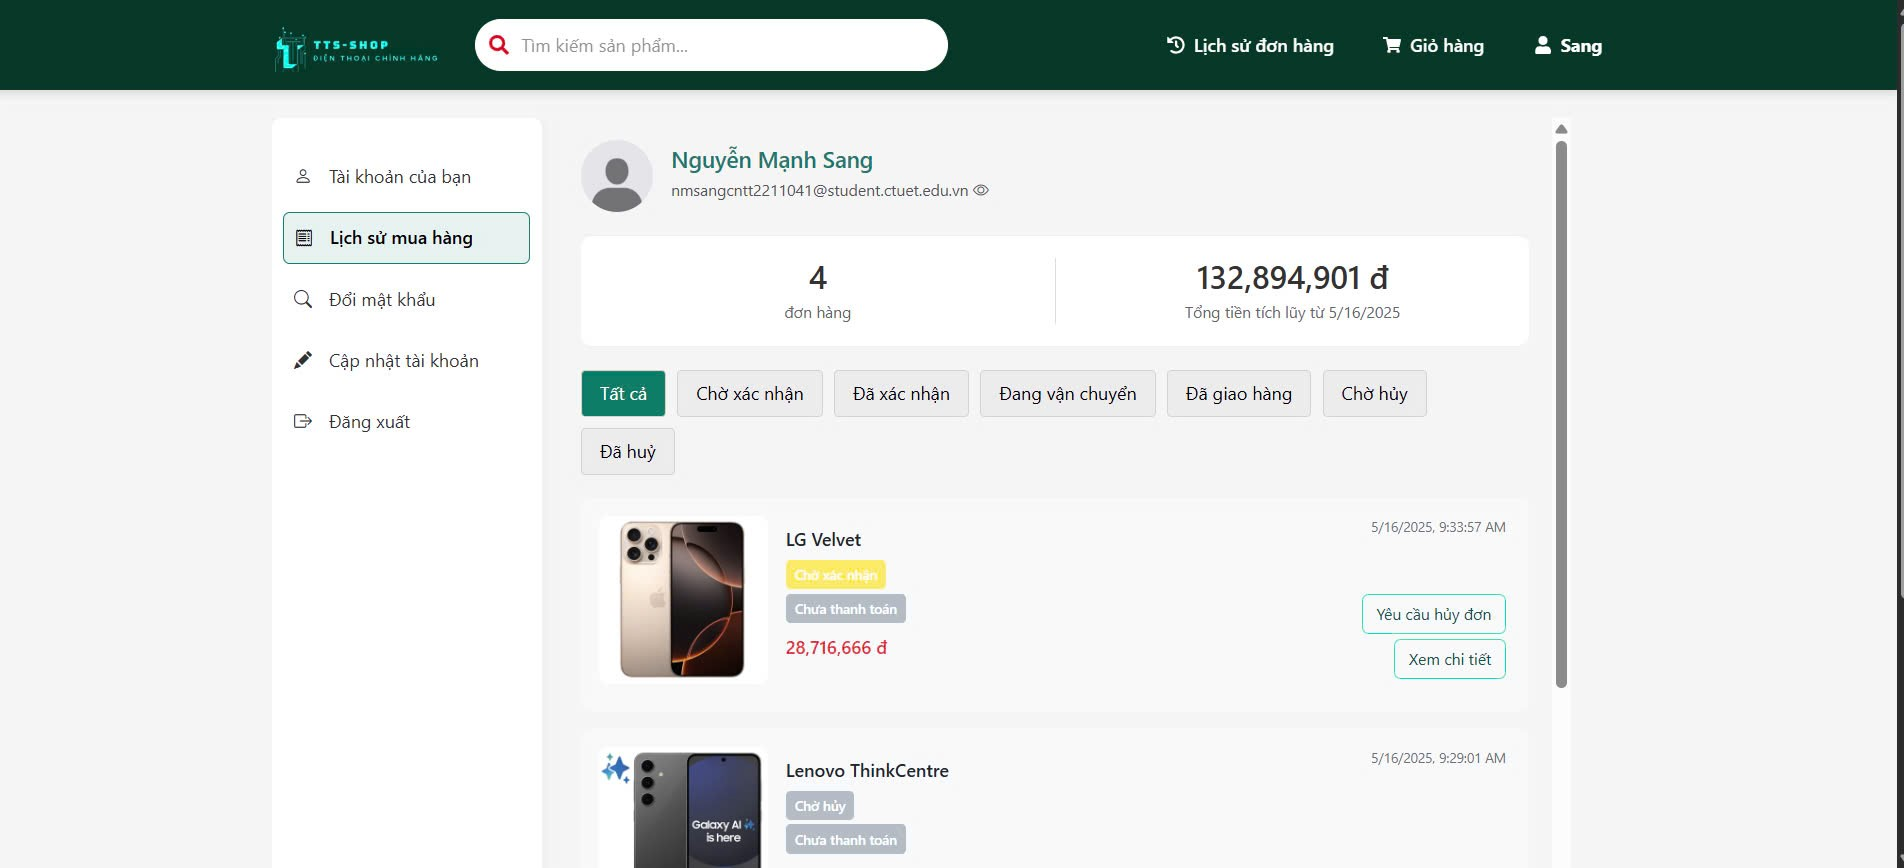 TTS-SHOP
ĐIỆN THOẠI CHÍNH HÃNG
Tìm kiếm sản phẩm...
Lịch sử đơn hàng
Giỏ hàng
Sang
Tài khoản của bạn
Lịch sử mua hàng
Đổi mật khẩu
Cập nhật tài khoản
Đăng xuất
Nguyễn Mạnh Sang
nmsangcntt2211041@student.ctuet.edu.vn
4
đơn hàng
132,894,901 đ
Tổng tiền tích lũy từ 5/16/2025
Tất cả
Chờ xác nhận
Đã xác nhận
Đang vận chuyển
Đã giao hàng
Chờ hủy
Đã huỷ
LG Velvet
5/16/2025, 9:33:57 AM
Chờ xác nhận
Chưa thanh toán
28,716,666 đ
Yêu cầu hủy đơn
Xem chi tiết
Lenovo ThinkCentre
5/16/2025, 9:29:01 AM
Chờ hủy
Chưa thanh toán
Galaxy AI
is here